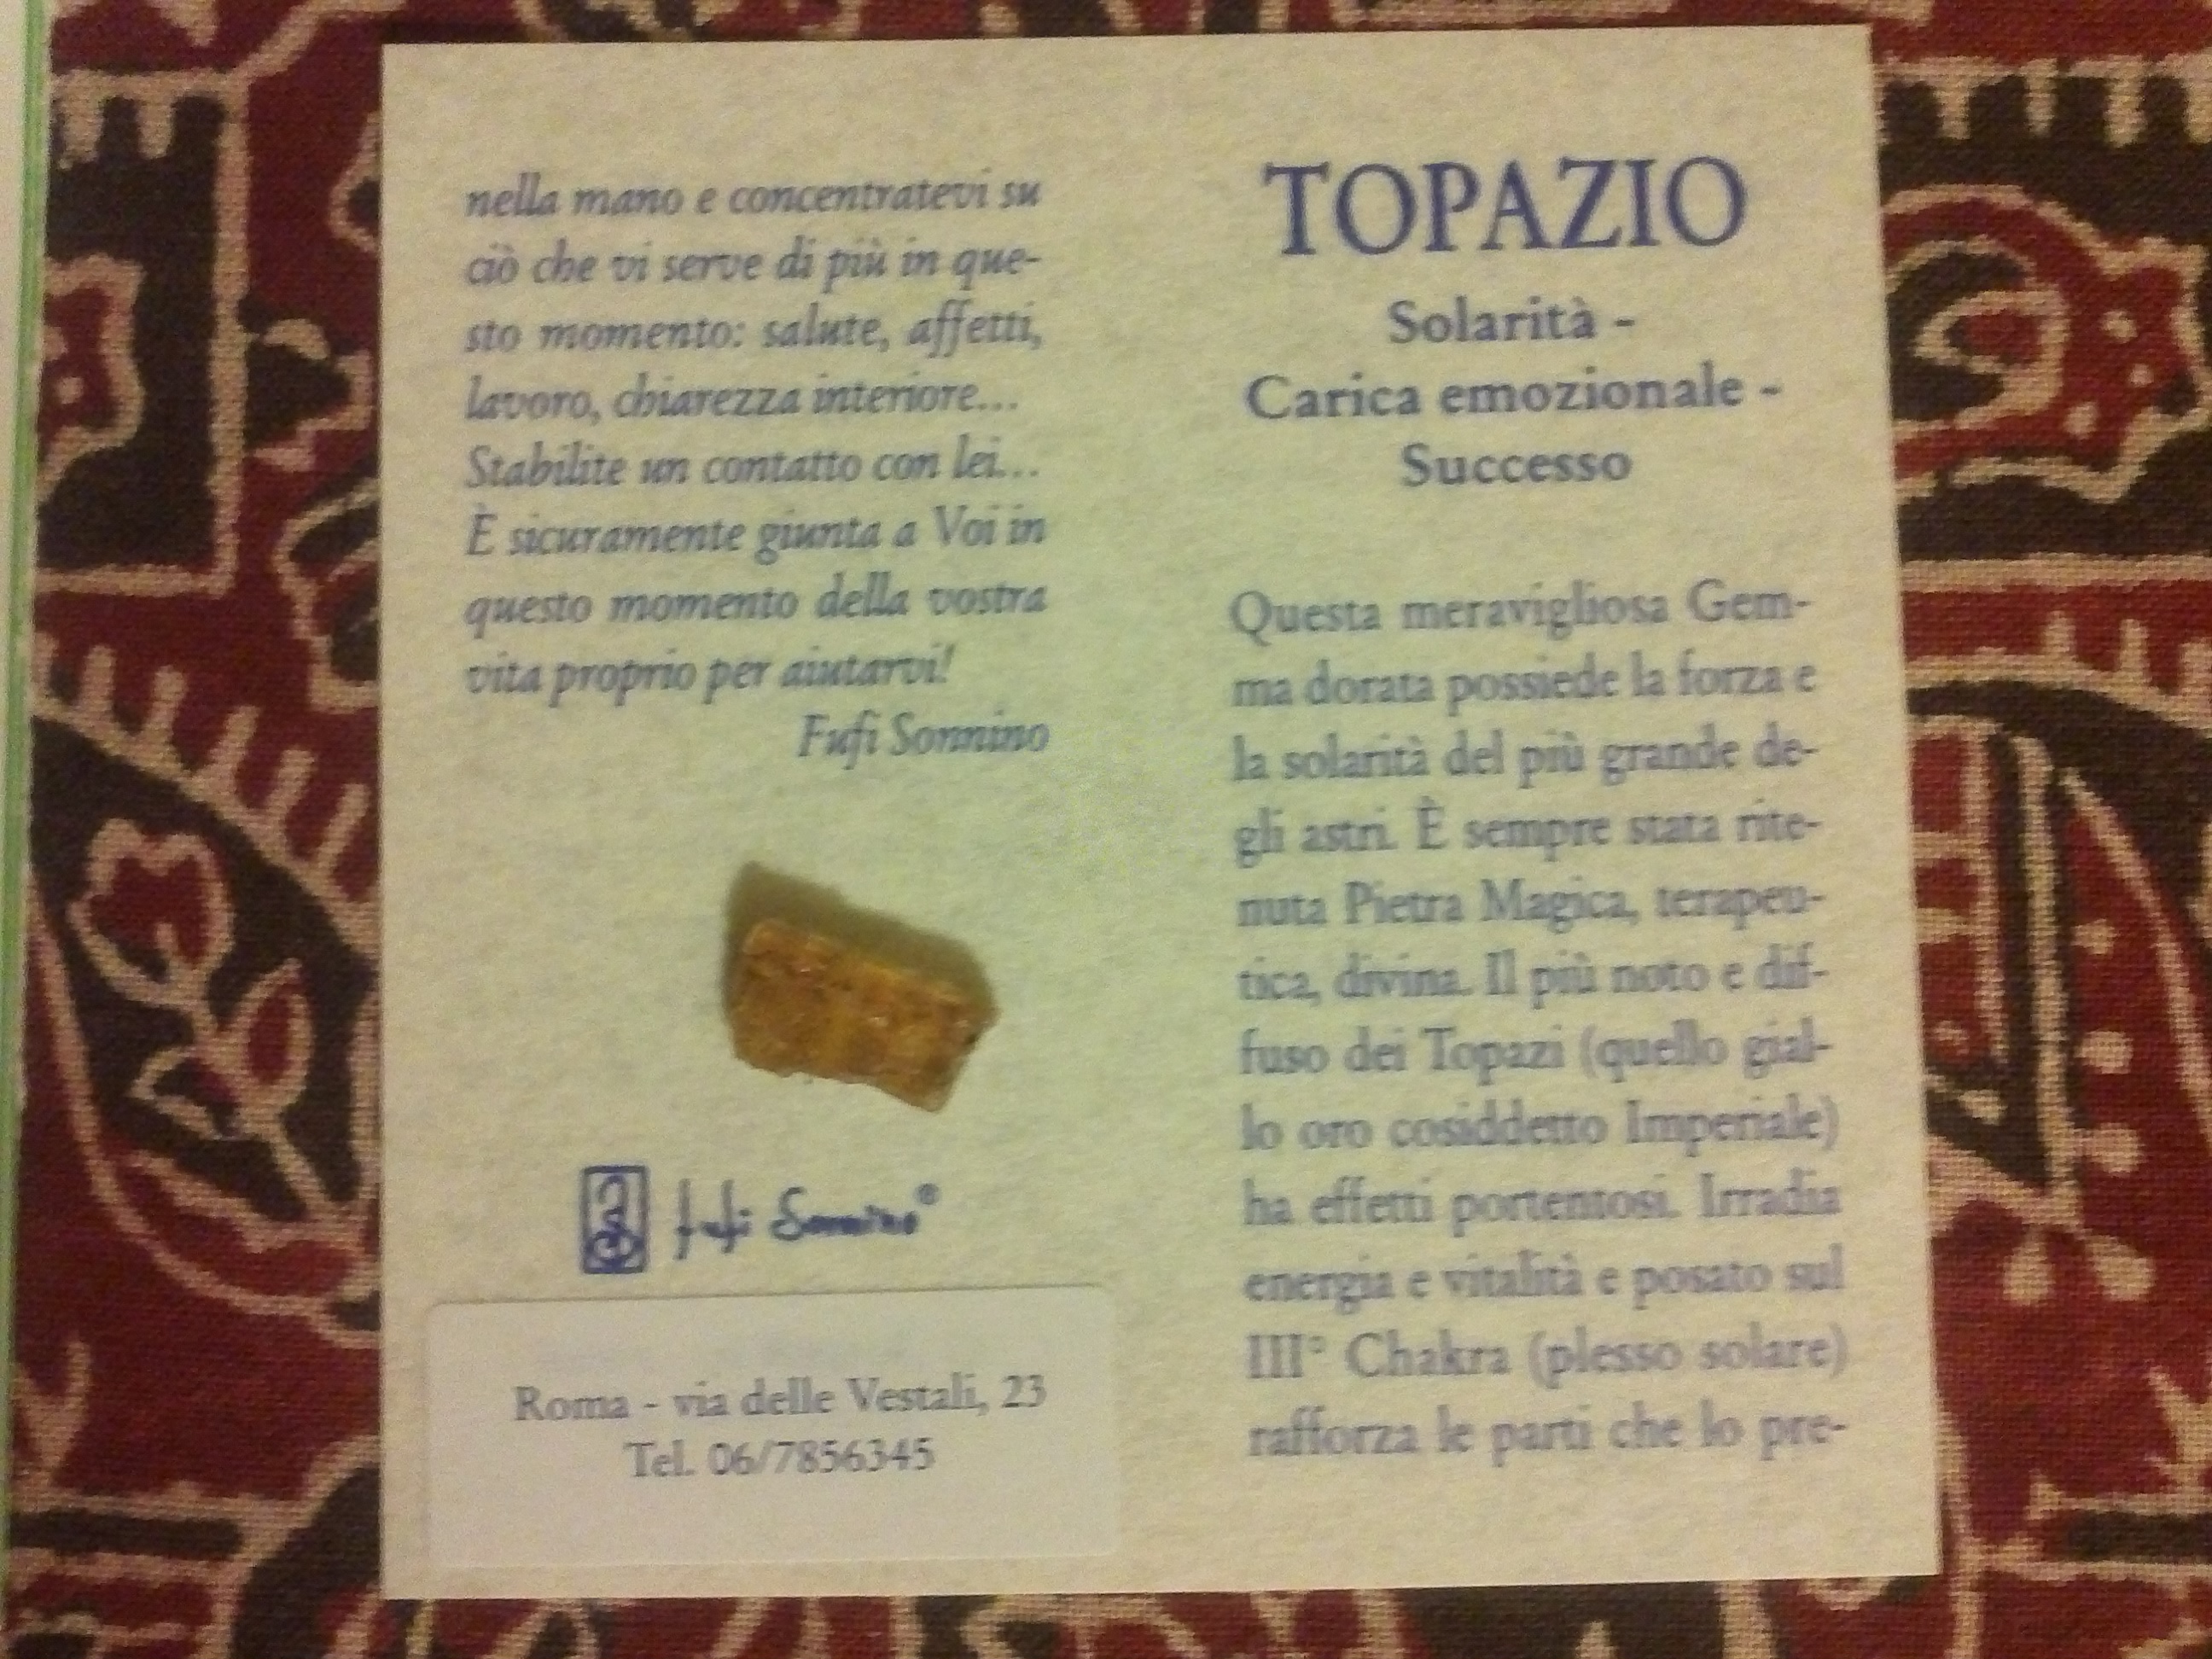 nella mano e concentratevi su
ciò che vi serve di più in que-
sto momento: salute, affetti,
lavoro, chiarezza interiore...
Stabilite un contatto con lei...
È sicuramente giunta a Voi in
questo momento della vostra
vita proprio per aiutarvi!
Fufi Sonnino
Fufi Sonnino®
Roma - via delle Vestali, 23
Tel. 06/7856345
TOPAZIO
Solarità -
Carica emozionale -
Successo
Questa meravigliosa Gem-
ma dorata possiede la forza e
la solarità del più grande de-
gli astri. È sempre stata rite-
nuta Pietra Magica, terapeu-
tica, divina. Il più noto e dif-
fuso dei Topazi (quello gial-
lo oro cosiddetto Imperiale)
ha effetti portentosi. Irradia
energia e vitalità e posato sul
III° Chakra (plesso solare)
rafforza le parti che lo pre-